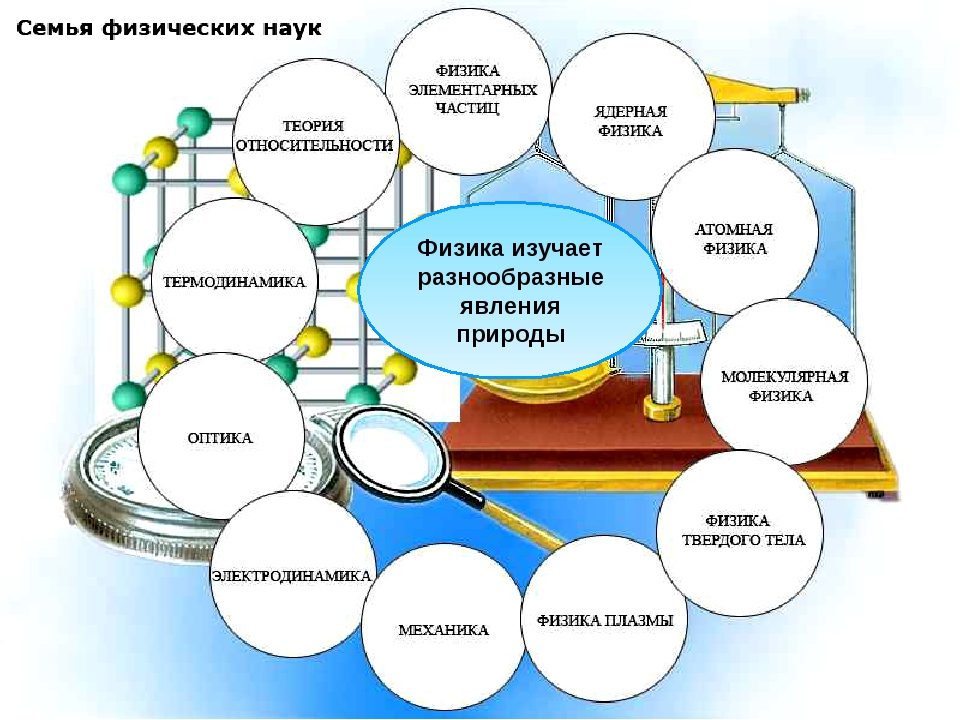 Семья физических наук
ФИЗИКА
ЭЛЕМЕНТАРНЫХ
ЧАСТИЦ
ЯДЕРНАЯ
ФИЗИКА
ТЕОРИЯ
ОТНОСИТЕЛЬНОСТИ
АТОМНАЯ
ФИЗИКА
Физика изучает
разнообразные
явления
природы
ТЕРМОДИНАМИКА
МОЛЕКУЛЯРНАЯ
ФИЗИКА
ОПТИКА
ФИЗИКА
ТВЕРДОГО ТЕЛА
ЭЛЕКТРОДИНАМИКА
МЕХАНИКА
ФИЗИКА ПЛАЗМЫ